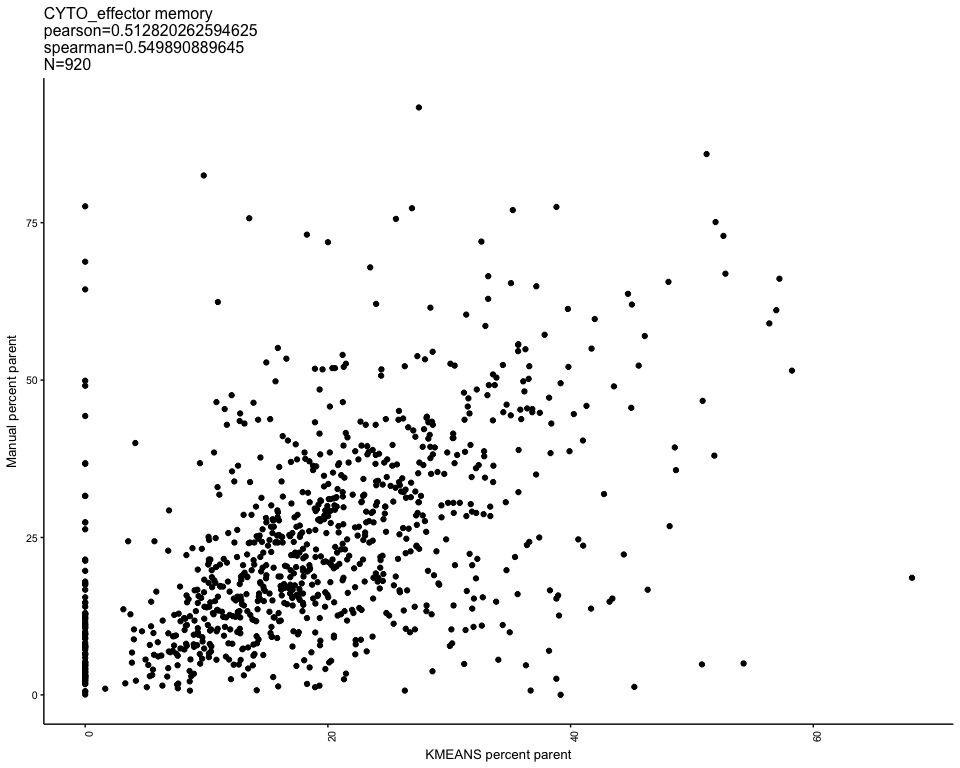 CYTO_effector memory
pearson=0.512820262594625
spearman=0.549890889645
N=920
75
50
25
0
Manual percent parent
0
20
40
60
KMEANS percent parent